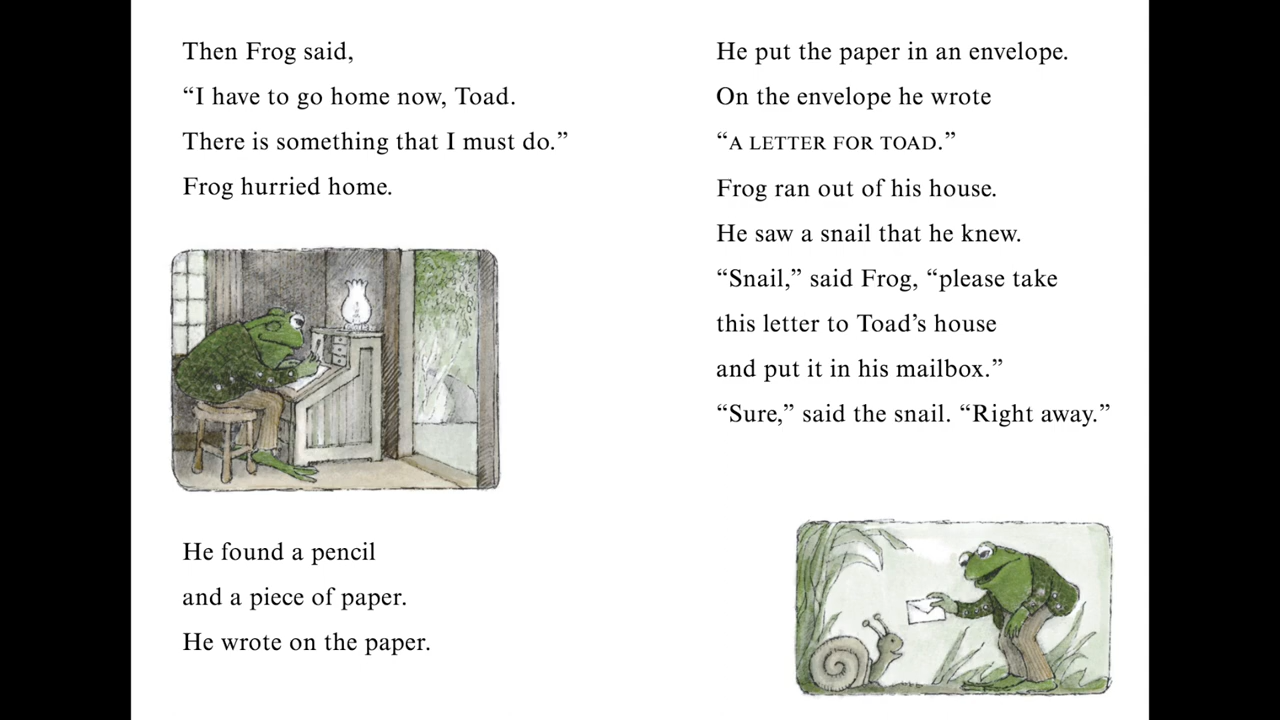 Then Frog said,
“I have to go home now, Toad.
There is something that I must do.”
Frog hurried home.
He found a pencil
and a piece of paper.
He wrote on the paper.
He put the paper in an envelope.
On the envelope he wrote
“A LETTER FOR TOAD.”
Frog ran out of his house.
He saw a snail that he knew.
“Snail,” said Frog, “please take
this letter to Toad’s house
and put it in his mailbox.”
“Sure,” said the snail. “Right away.”